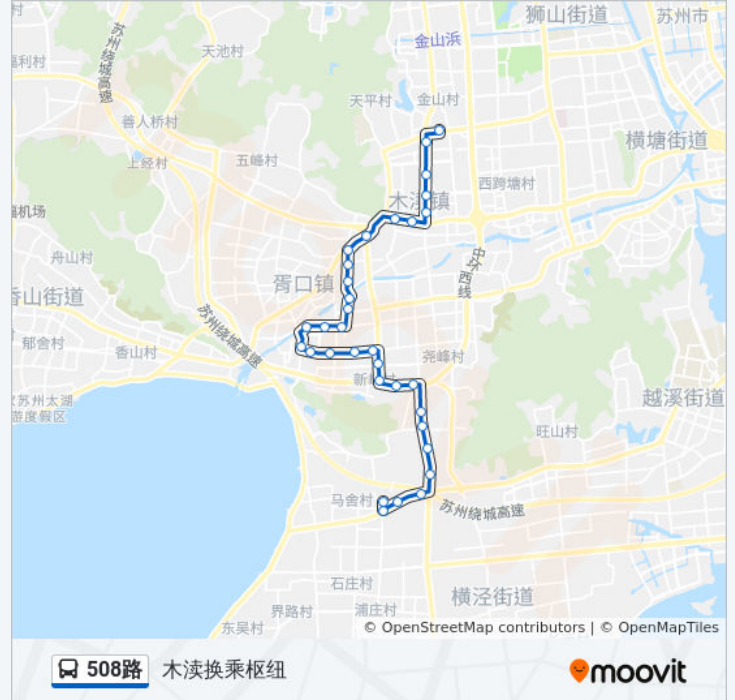 村
狮山街道
苏州市
苏州绕城高速
金山浜
天池村
福利村
天平村
金山村
善人桥村
横塘街道
上经村
五峰村
西跨塘村
木渎镇
机场
舟山村
中环西线
胥口镇
香山街道
苏州绕城高速
郁舍村
香山村
尧峰村
新
苏州太湖
游度假区
越溪街道
旺山村
马舍村
苏州绕城高速
石庄村
横泾街道
界路村
浦庄村
东吴村
© OpenStreetMap contributors | © OpenMapTiles
508路 木渎换乘枢纽
moovit